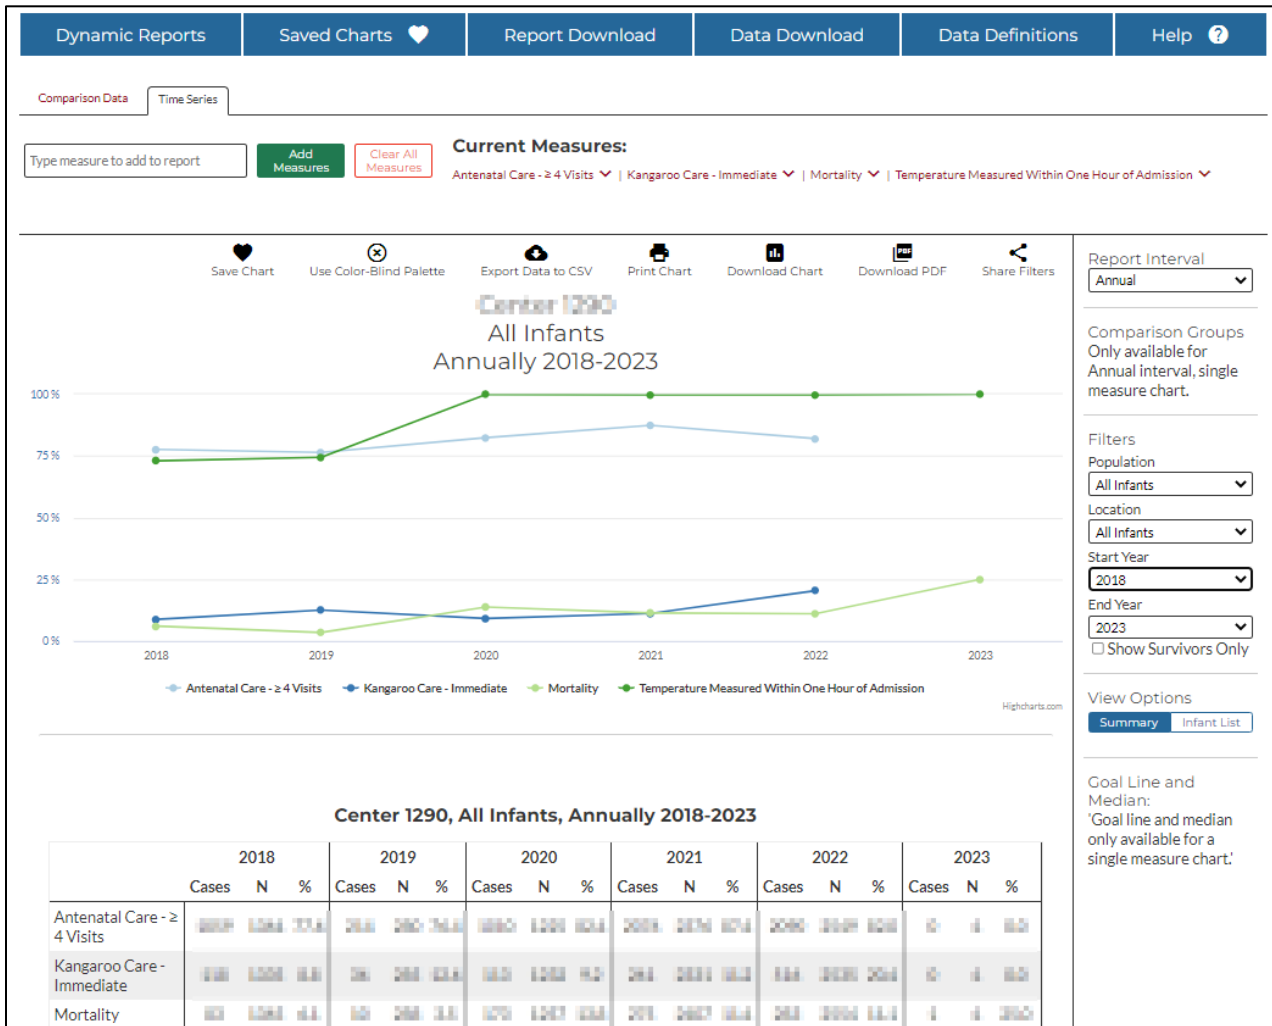 Dynamic Reports Saved Charts Report Download Data Download Data Definitions Help ?
Comparison Data Time Series
Type measure to add to report
Add Measures
Clear All Measures
Current Measures:
Antenatal Care - ≥ 4 Visits | Kangaroo Care - Immediate | Mortality | Temperature Measured Within One Hour of Admission
Save Chart Use Color-Blind Palette Export Data to CSV Print Chart Download Chart PDF Download PDF Share Filters
Center 1290
All Infants
Annually 2018-2023
100 %
75 %
50 %
25 %
0 %
2018 2019 2020 2021 2022 2023
Antenatal Care - ≥ 4 Visits Kangaroo Care - Immediate Mortality Temperature Measured Within One Hour of Admission
Highcharts.com
Report Interval
Annual
Comparison Groups
Only available for
Annual interval, single
measure chart.
Filters
Population
All Infants
Location
All Infants
Start Year
2018
End Year
2023
Show Survivors Only
View Options
Summary Infant List
Goal Line and
Median:
'Goal line and median
only available for a
single measure chart.'
Center 1290, All Infants, Annually 2018-2023
2018 2019 2020 2021 2022 2023
Cases N % Cases N % Cases N % Cases N % Cases N % Cases N %
Antenatal Care - ≥
4 Visits
Kangaroo Care -
Immediate
Mortality